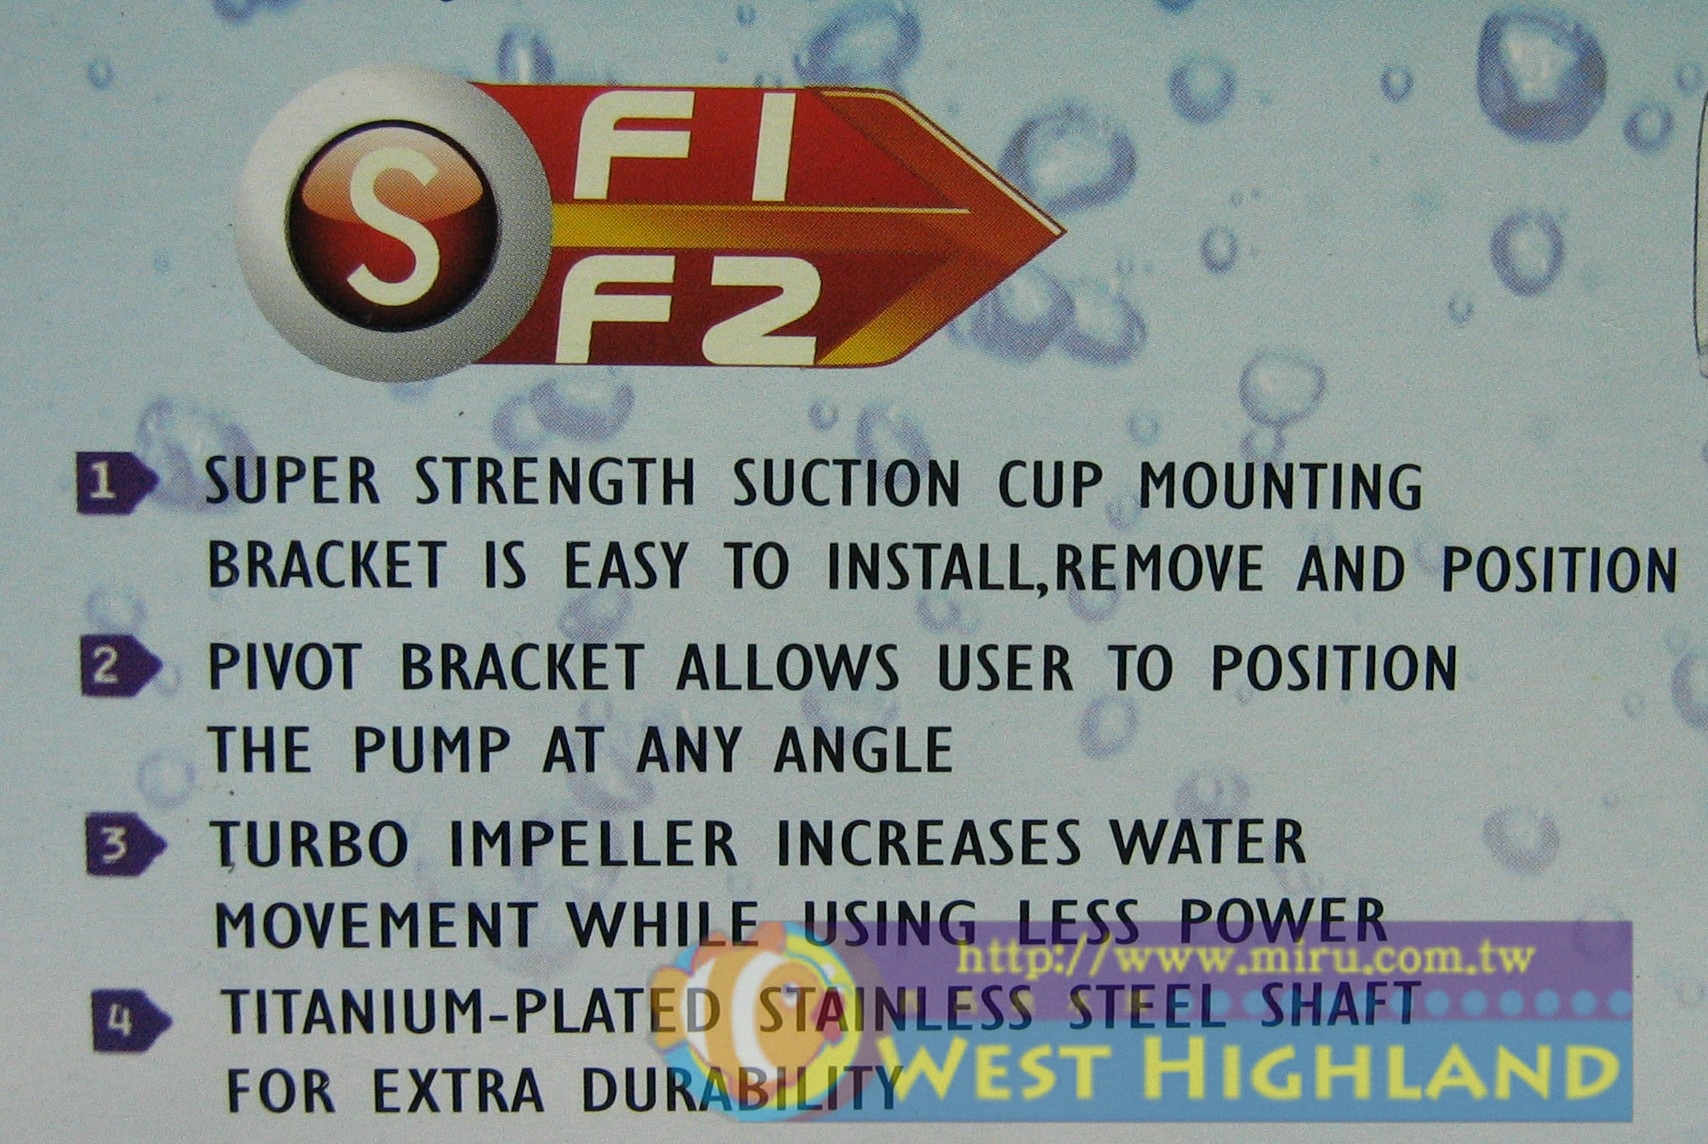 S
F1
F2
1 SUPER STRENGTH SUCTION CUP MOUNTING
BRACKET IS EASY TO INSTALL,REMOVE AND POSITION
2 PIVOT BRACKET ALLOWS USER TO POSITION
THE PUMP AT ANY ANGLE
3 TURBO IMPELLER INCREASES WATER
MOVEMENT WHILE USING LESS POWER
4 TITANIUM-PLATED STAINLESS STEEL SHAFT
FOR EXTRA DURABILITY
http://www.miru.com.tw
WEST HIGHLAND